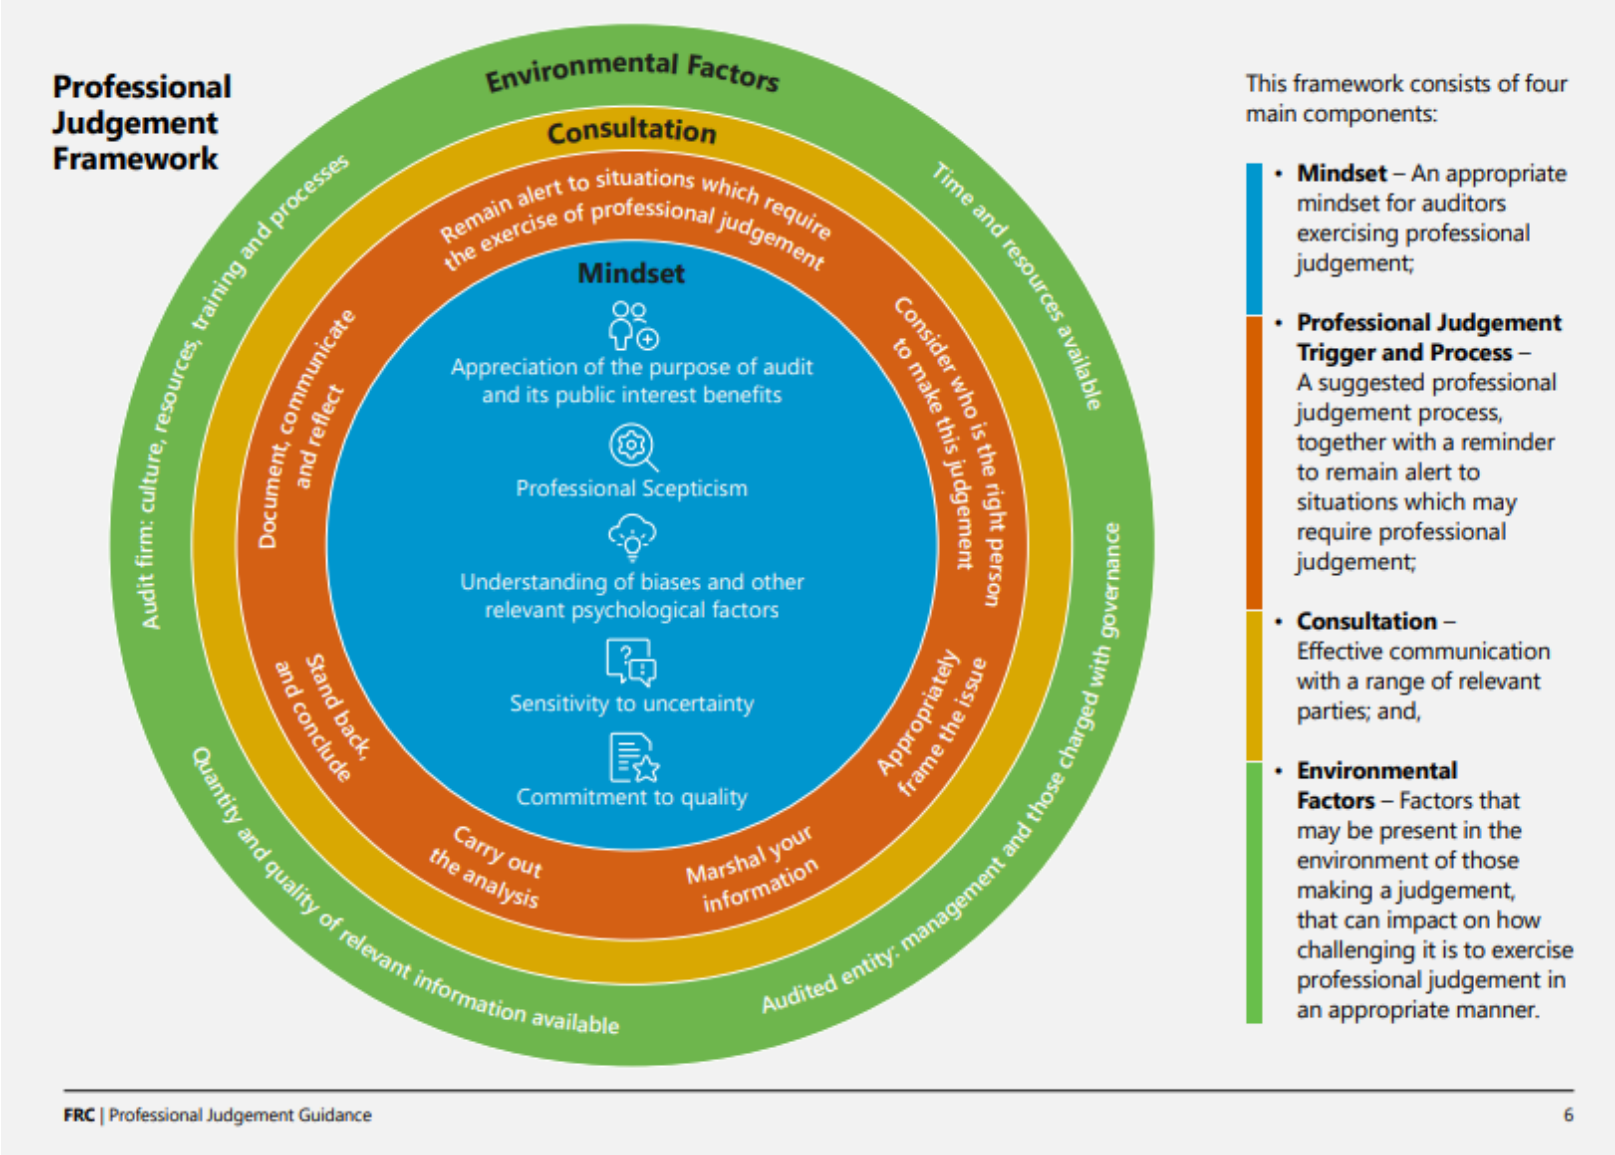 Professional
Judgement
Framework
Environmental Factors
Time and resources available
Audited entity: management and those charged with governance
Quantity and quality of relevant information available
Audit firm: culture, resources, training and processes
Consultation
Remain alert to situations which require
the exercise of professional judgement
Consider who is the right person
to make this judgement
Appropriately
frame the issue
Marshal your
information
Carry out
the analysis
Stand back,
and conclude
Document, communicate
and reflect
Mindset
Appreciation of the purpose of audit
and its public interest benefits
Professional Scepticism
Understanding of biases and other
relevant psychological factors
Sensitivity to uncertainty
Commitment to quality
This framework consists of four
main components:
• Mindset – An appropriate
mindset for auditors
exercising professional
judgement;
• Professional Judgement
Trigger and Process –
A suggested professional
judgement process,
together with a reminder
to remain alert to
situations which may
require professional
judgement;
• Consultation –
Effective communication
with a range of relevant
parties; and,
• Environmental
Factors – Factors that
may be present in the
environment of those
making a judgement,
that can impact on how
challenging it is to exercise
professional judgement in
an appropriate manner.
FRC | Professional Judgement Guidance
6